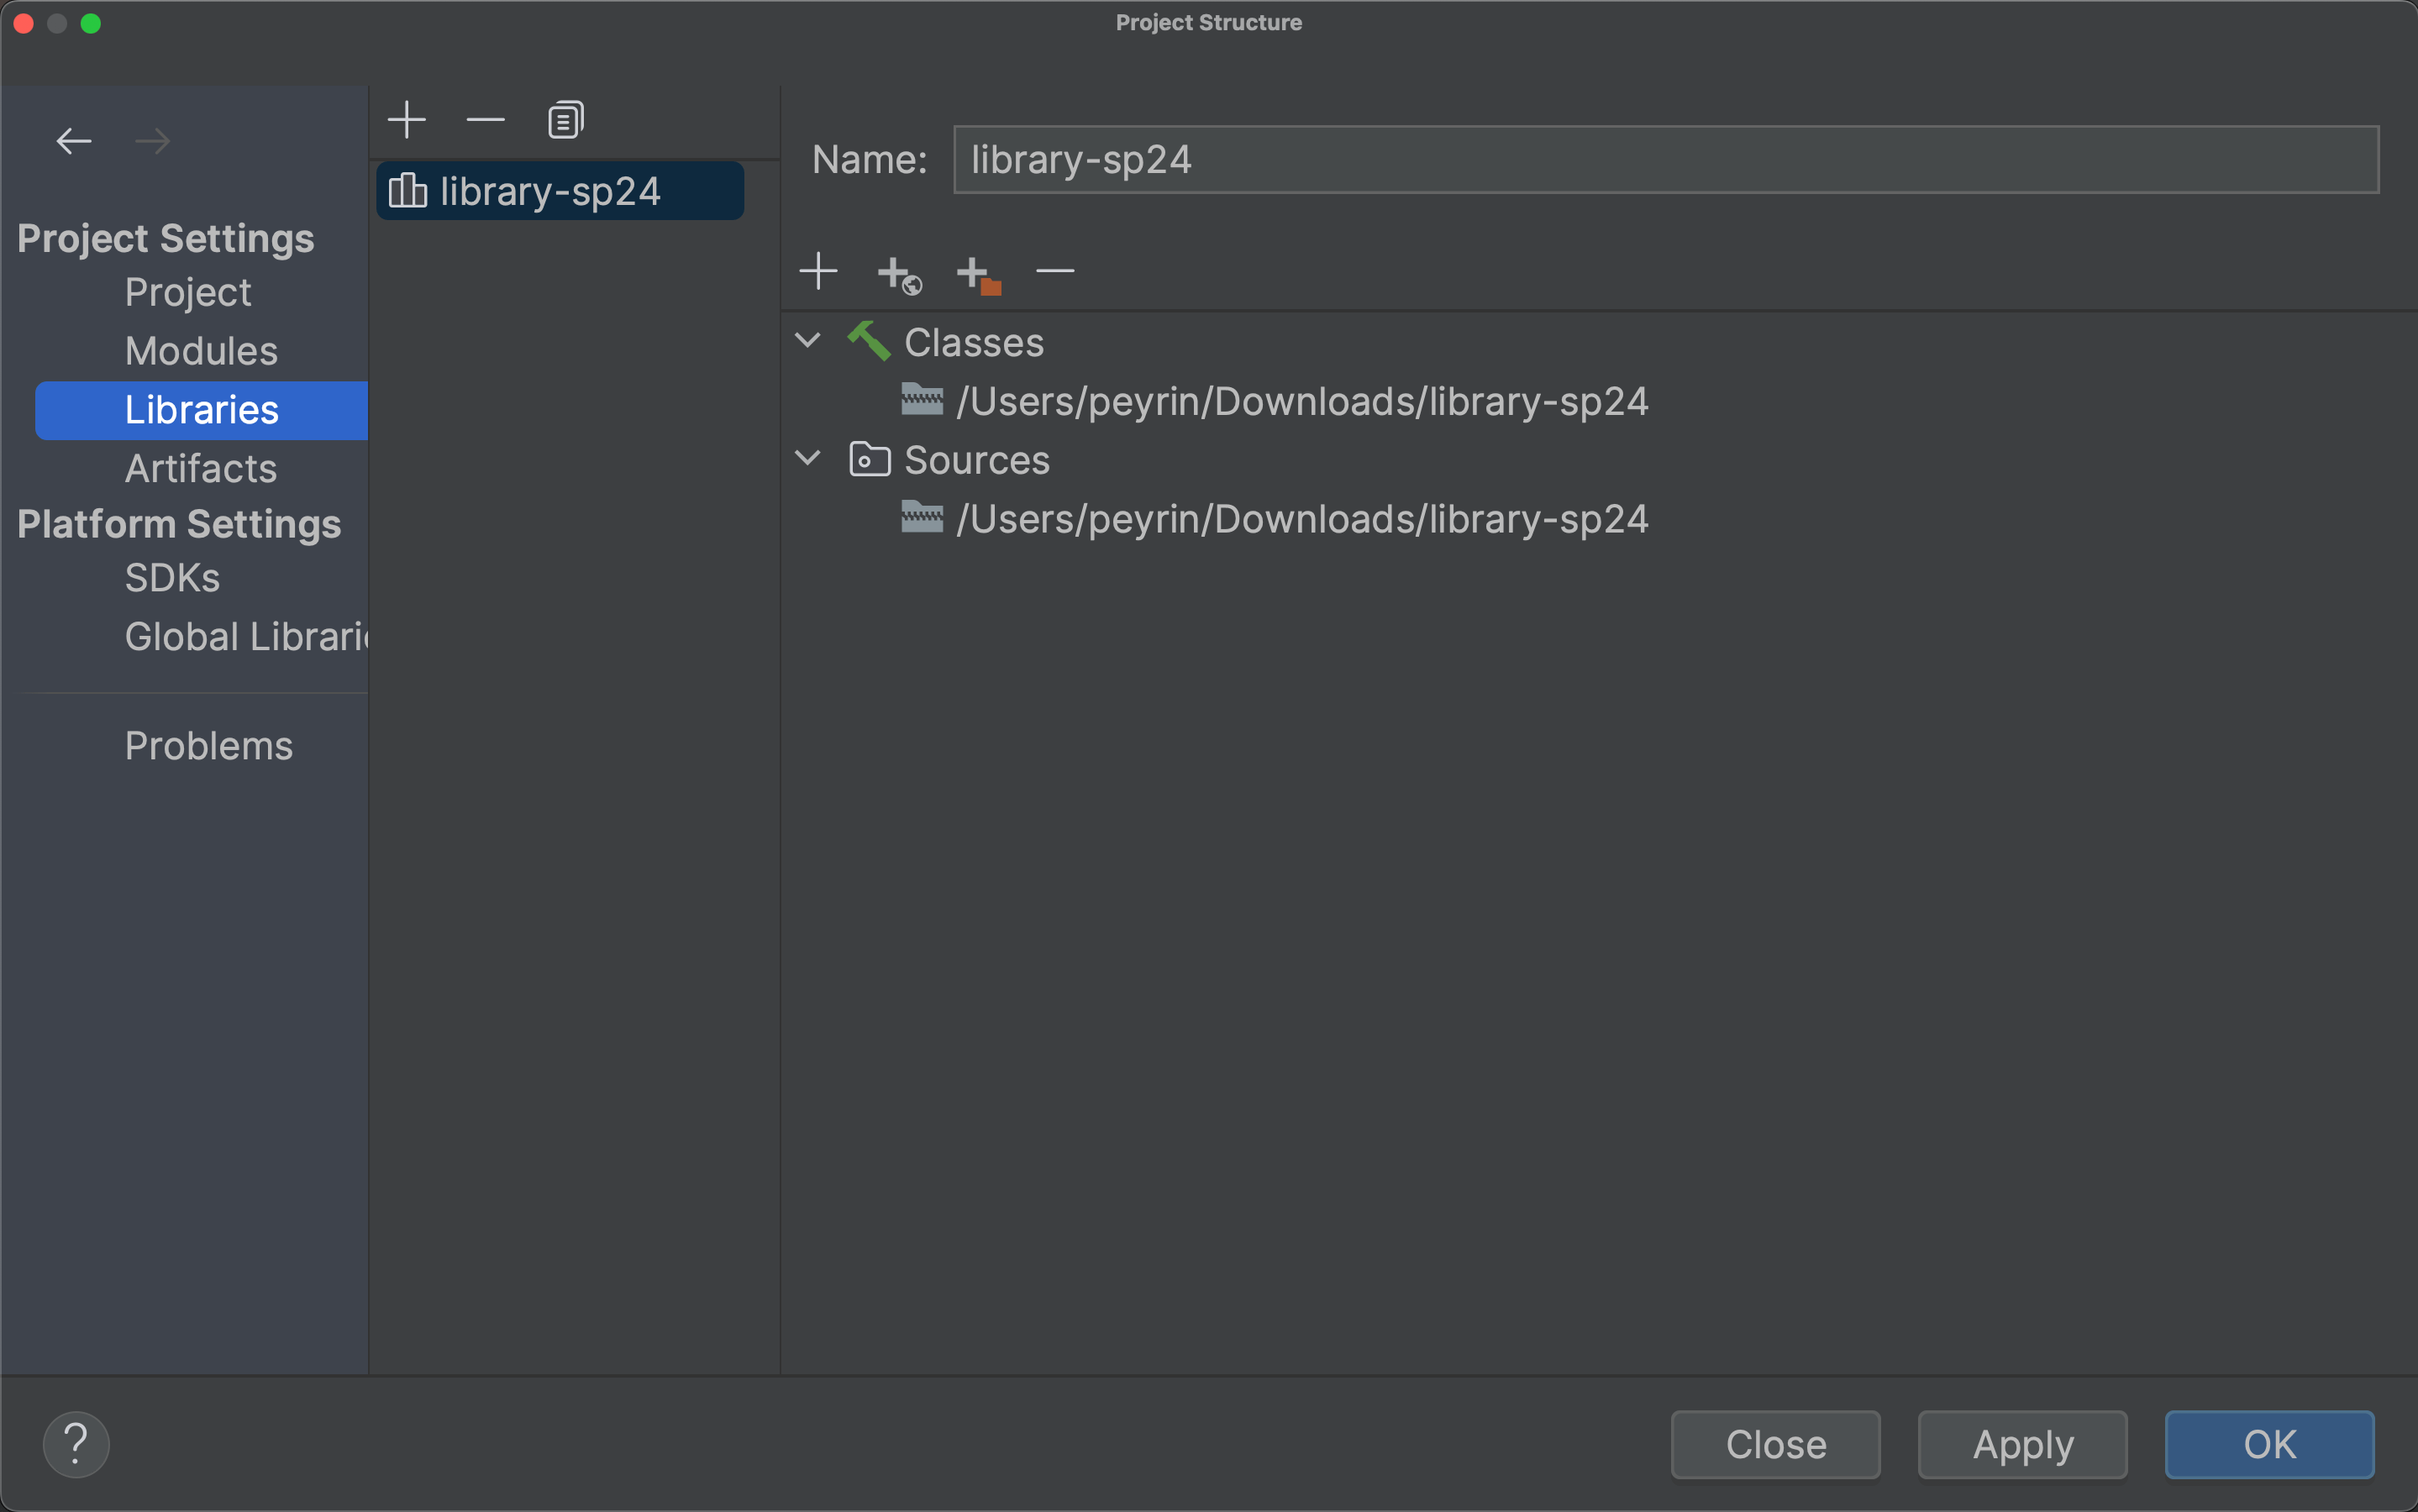 Project Structure
Project Settings
Project
Modules
Libraries
Artifacts
Platform Settings
SDKs
Global Librari
Problems
library-sp24
Name: library-sp24
Classes
/Users/peyrin/Downloads/library-sp24
Sources
/Users/peyrin/Downloads/library-sp24
?
Close
Apply
OK